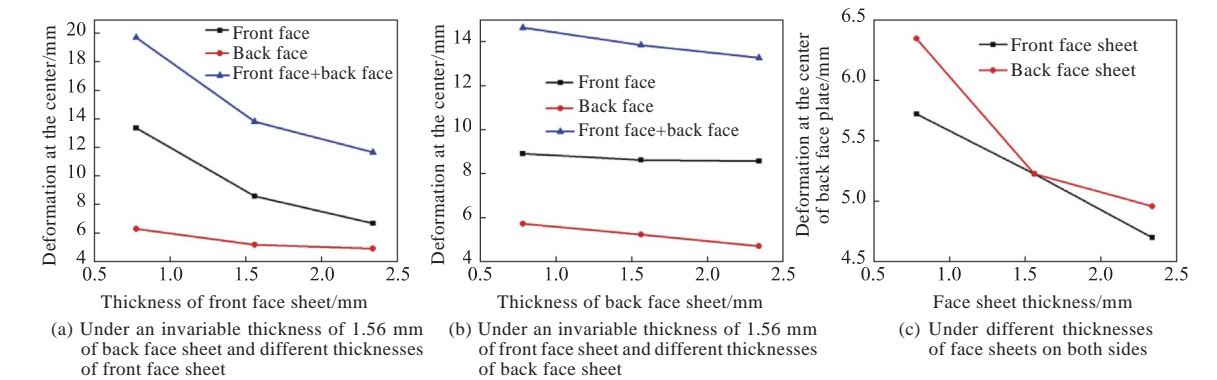 Deformation at the center/mm
20
18
16
14
12
10
8
6
4
0.5 1.0 1.5 2.0 2.5
Front face
Back face
Front face+back face
Thickness of front face sheet/mm
(a) Under an invariable thickness of 1.56 mm
of back face sheet and different thicknesses
of front face sheet
Deformation at the center/mm
14
12
10
8
6
4
0.5 1.0 1.5 2.0 2.5
Front face
Back face
Front face+back face
Thickness of back face sheet/mm
(b) Under an invariable thickness of 1.56 mm
of front face sheet and different thicknesses
of back face sheet
Deformation at the center
of back face plate/mm
6.5
6.0
5.5
5.0
4.5
0.5 1.0 1.5 2.0 2.5
Front face sheet
Back face sheet
Face sheet thickness/mm
(c) Under different thicknesses
of face sheets on both sides